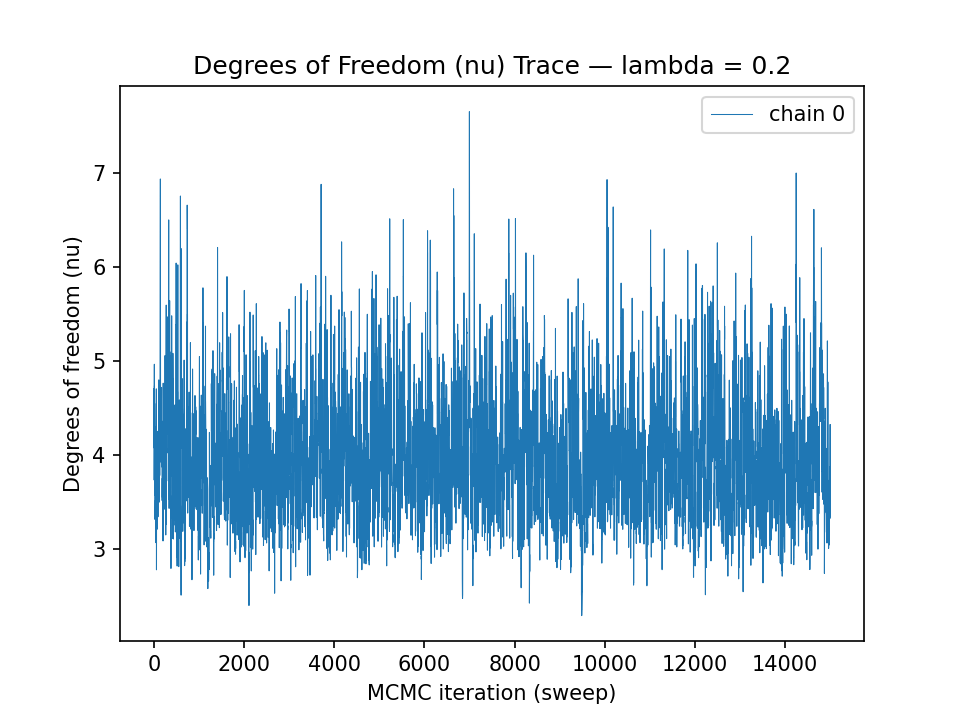 Degrees of Freedom (nu) Trace — lambda = 0.2
chain 0
Degrees of freedom (nu)
7
6
5
4
3
0 2000 4000 6000 8000 10000 12000 14000
MCMC iteration (sweep)